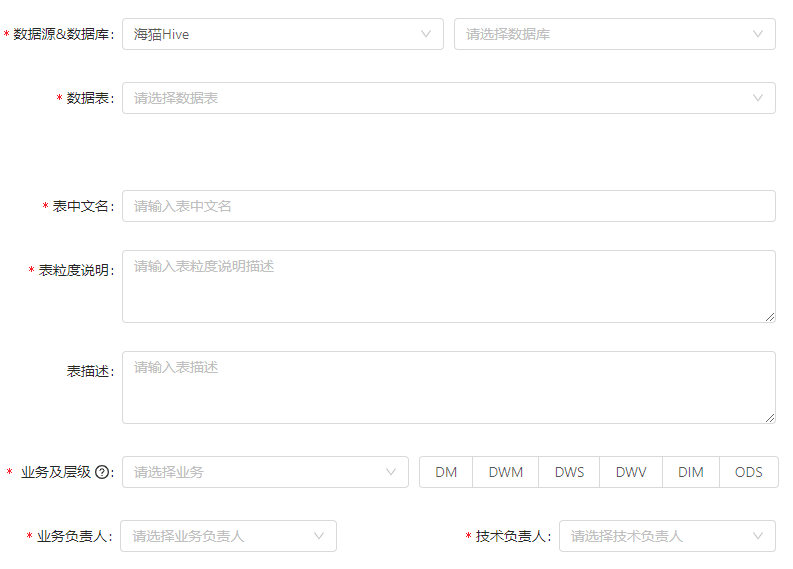 * 数据源&数据库: 海猫Hive 请选择数据库
* 数据表: 请选择数据表
* 表中文名: 请输入表中文名
* 表粒度说明: 请输入表粒度说明描述
表描述: 请输入表描述
* 业务及层级 ?: 请选择业务 DM DWM DWS DWV DIM ODS
* 业务负责人: 请选择业务负责人 * 技术负责人: 请选择技术负责人